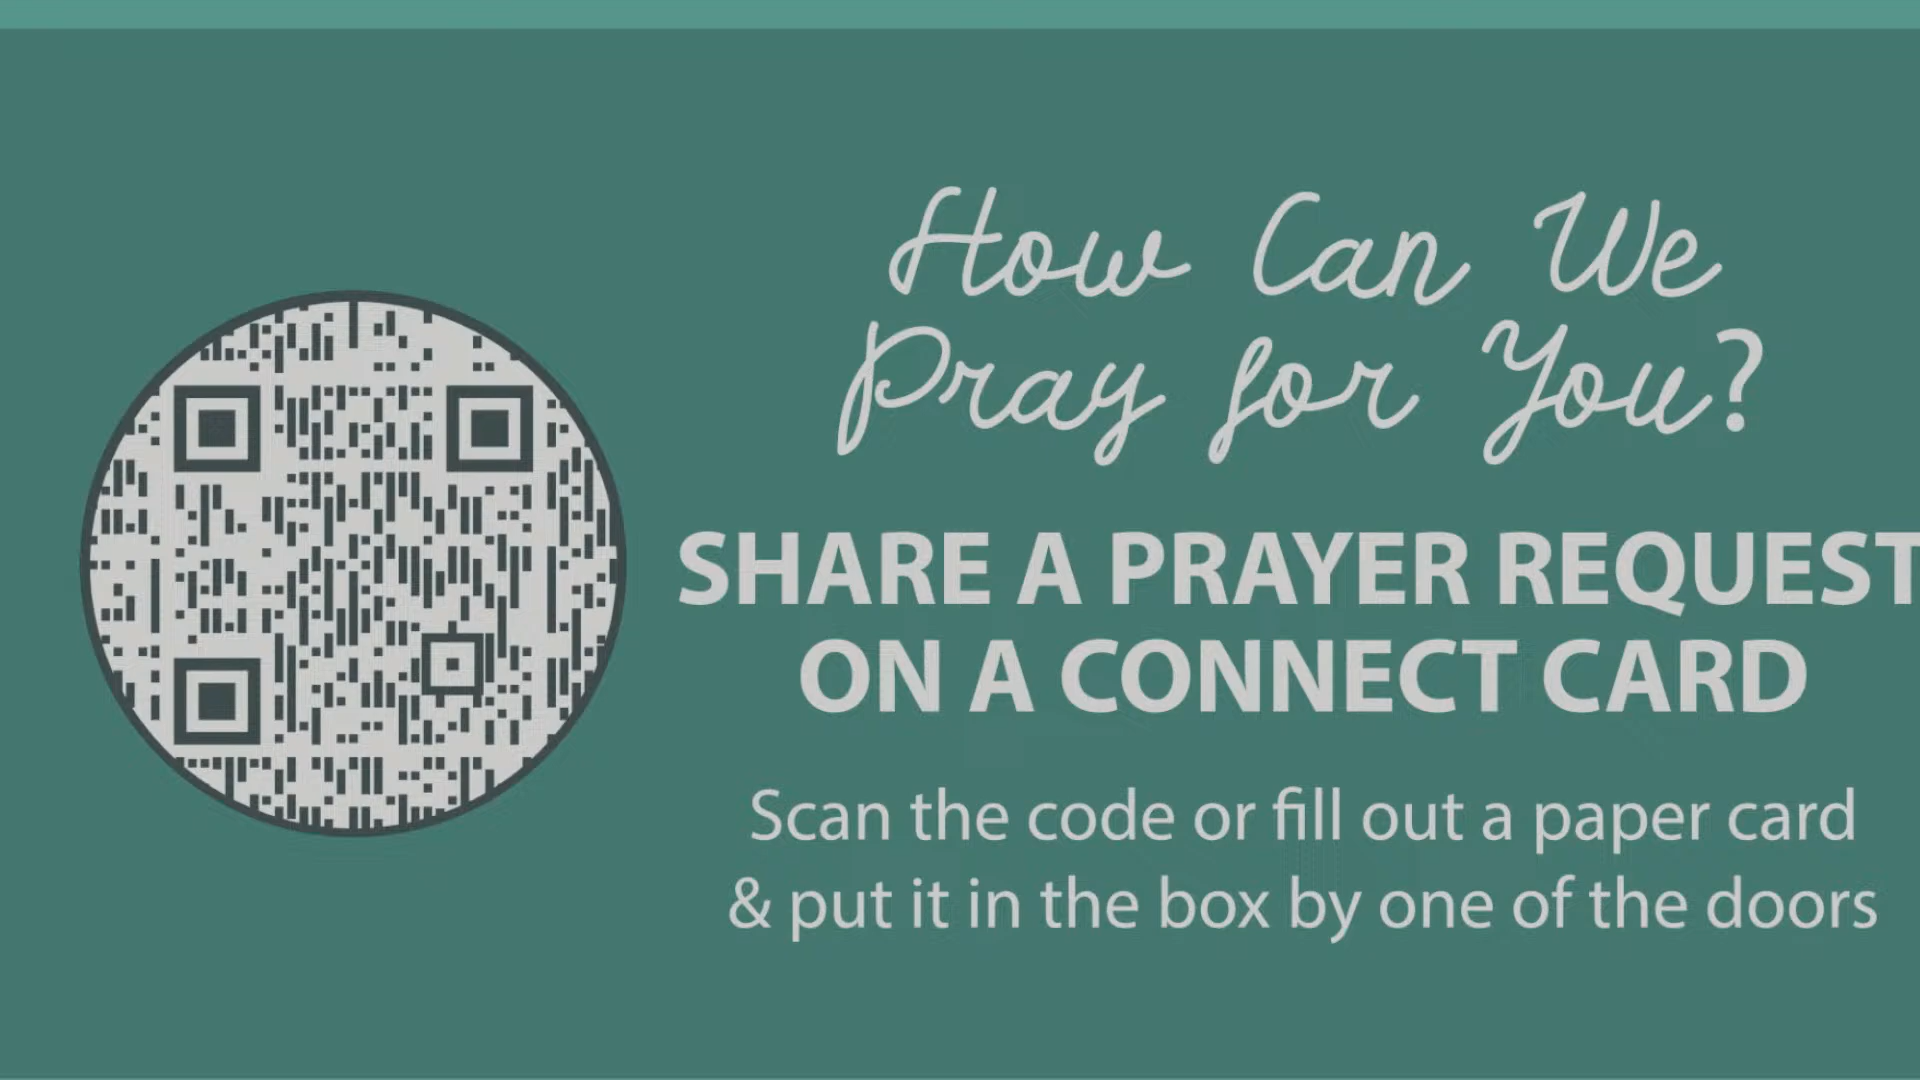 How Can We
Pray for You?
SHARE A PRAYER REQUEST
ON A CONNECT CARD
Scan the code or fill out a paper card
& put it in the box by one of the doors